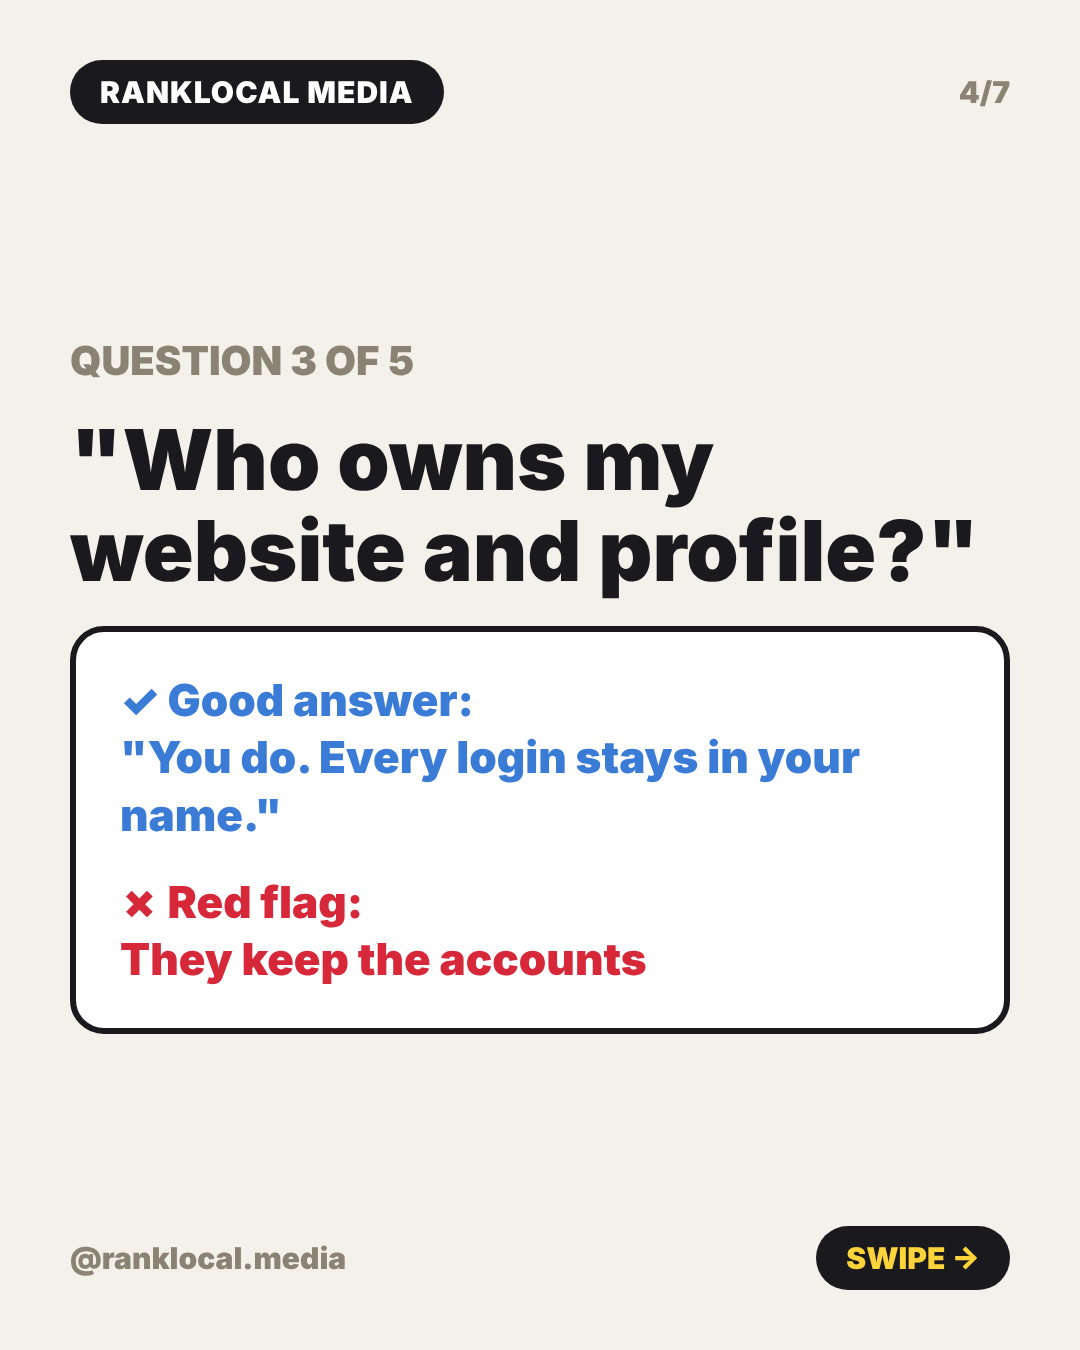 RANKLOCAL MEDIA
4/7
QUESTION 3 OF 5
"Who owns my
website and profile?"
✓ Good answer:
"You do. Every login stays in your
name."
✗ Red flag:
They keep the accounts
@ranklocal.media
SWIPE →